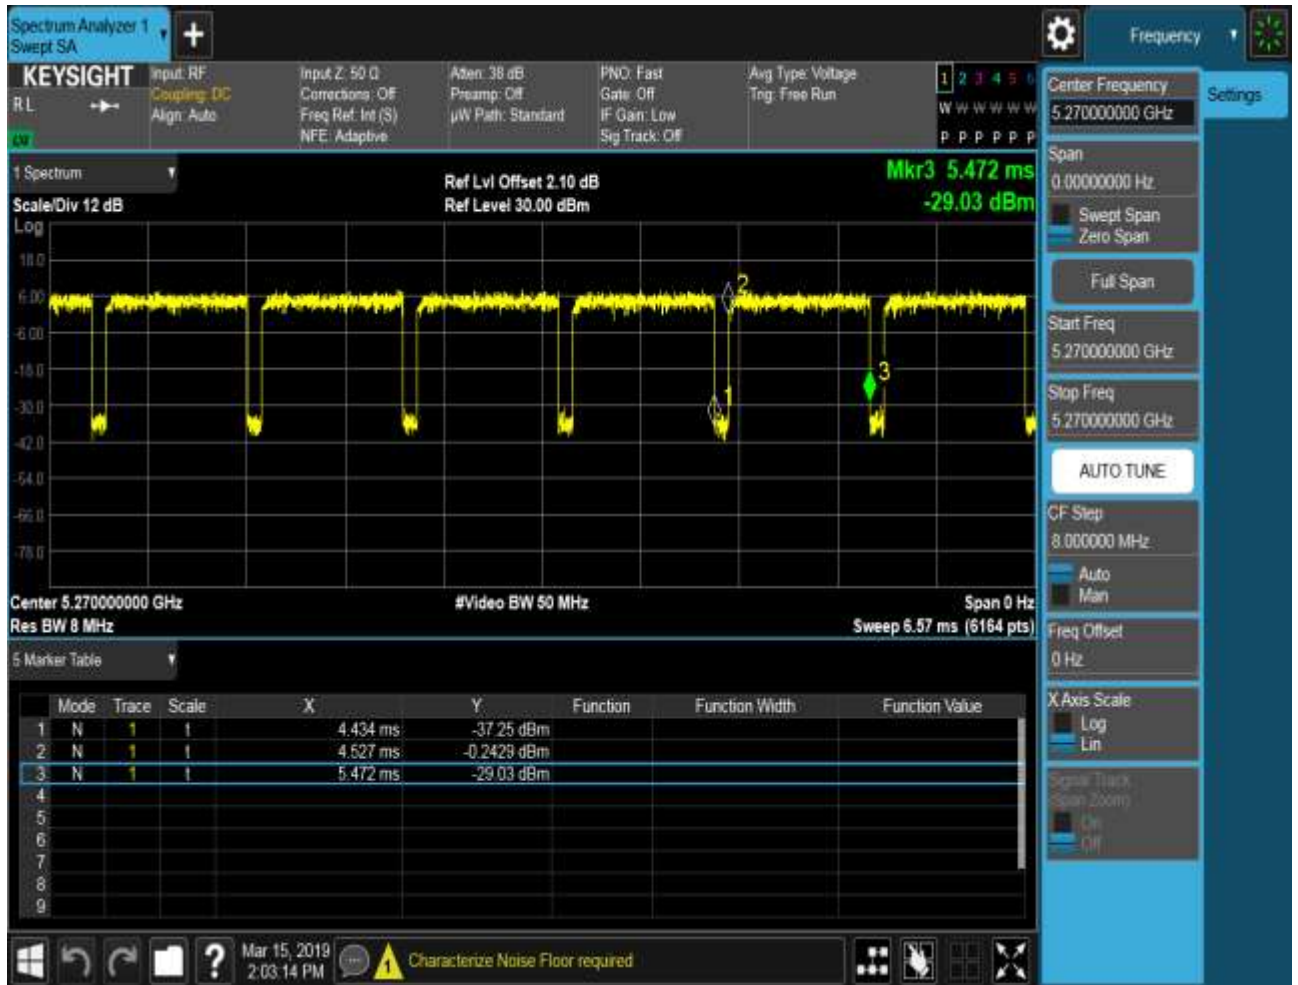 Spectrum Analyzer 1
Swept SA
+
Frequency
KEYSIGHT
RL
Input: RF
Coupling: DC
Align: Auto
Input Z: 50 Ω
Corrections: Off
Freq Ref: Int (S)
NFE: Adaptive
Atten: 38 dB
Preamp: Off
µW Path: Standard
PNO: Fast
Gate: Off
IF Gain: Low
Sig Track: Off
Avg Type: Voltage
Trig: Free Run
1 2 3 4 5 6
W W W W W W
P P P P P P
1 Spectrum
Scale/Div 12 dB
Ref Lvl Offset 2.10 dB
Ref Level 30.00 dBm
Mkr3 5.472 ms
-29.03 dBm
Log
18.0
6.00
-6.00
-18.0
-30.0
-42.0
-54.0
-66.0
-78.0
2
1
3
Center 5.270000000 GHz
#Video BW 50 MHz
Span 0 Hz
Res BW 8 MHz
Sweep 6.57 ms (6164 pts)
5 Marker Table
Mode Trace Scale X Y Function Function Width Function Value
1 N 1 t 4.434 ms -37.25 dBm
2 N 1 t 4.527 ms -0.2429 dBm
3 N 1 t 5.472 ms -29.03 dBm
4
5
6
7
8
9
Center Frequency
5.270000000 GHz
Settings
Span
0.00000000 Hz
Swept Span
Zero Span
Full Span
Start Freq
5.270000000 GHz
Stop Freq
5.270000000 GHz
AUTO TUNE
CF Step
8.000000 MHz
Auto
Man
Freq Offset
0 Hz
X Axis Scale
Log
Lin
Signal Track
(Span Zoom)
On
Off
?
Mar 15, 2019
2:03:14 PM
1
Characterize Noise Floor required